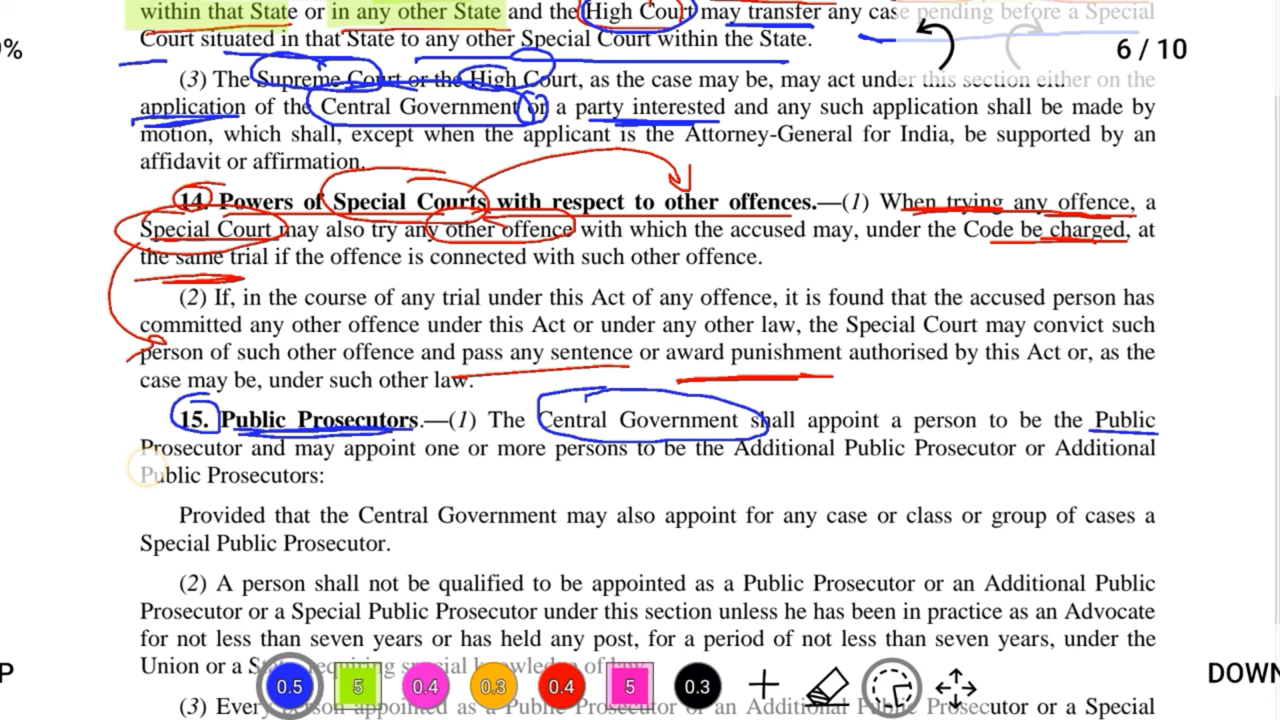 within that State or in any other State and the High Court may transfer any case pending before a Special
Court situated in that State to any other Special Court within the State.
6 / 10
%
(3) The Supreme Court or the High Court, as the case may be, may act under this section either on the
application of the Central Government or a party interested and any such application shall be made by
motion, which shall, except when the applicant is the Attorney-General for India, be supported by an
affidavit or affirmation.
14. Powers of Special Courts with respect to other offences.—(1) When trying any offence, a
Special Court may also try any other offence with which the accused may, under the Code be charged, at
the same trial if the offence is connected with such other offence.
(2) If, in the course of any trial under this Act of any offence, it is found that the accused person has
committed any other offence under this Act or under any other law, the Special Court may convict such
person of such other offence and pass any sentence or award punishment authorised by this Act or, as the
case may be, under such other law.
15. Public Prosecutors.—(1) The Central Government shall appoint a person to be the Public
Prosecutor and may appoint one or more persons to be the Additional Public Prosecutor or Additional
Public Prosecutors:
Provided that the Central Government may also appoint for any case or class or group of cases a
Special Public Prosecutor.
(2) A person shall not be qualified to be appointed as a Public Prosecutor or an Additional Public
Prosecutor or a Special Public Prosecutor under this section unless he has been in practice as an Advocate
for not less than seven years or has held any post, for a period of not less than seven years, under the
Union or a State, requiring special knowledge of law.
P
DOWN
0.5 5 0.4 0.3 0.4 5 0.3
(3) Every person appointed as a Public Prosecutor or an Additional Public Prosecutor or a Special